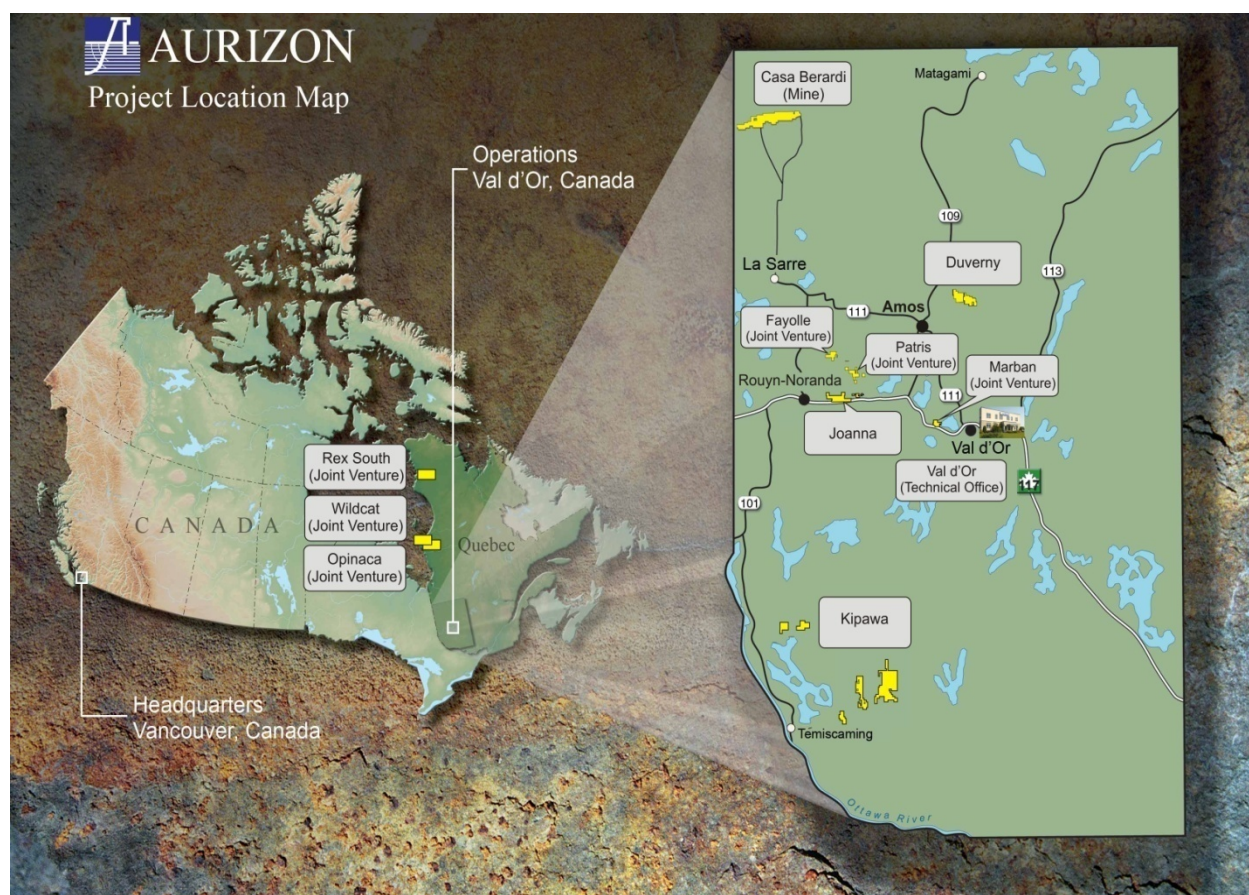 AURIZON
Project Location Map
Operations
Val d'Or, Canada
Rex South
(Joint Venture)
Wildcat
(Joint Venture)
Opinaca
(Joint Venture)
CANADA
Quebec
Headquarters
Vancouver, Canada
Casa Berardi
(Mine)
Matagami
109
Duverny
113
La Sarre
111
Amos
Fayolle
(Joint Venture)
Patris
(Joint Venture)
Marban
(Joint Venture)
Rouyn-Noranda
111
Joanna
Val d'Or
Val d'Or
(Technical Office)
101
Kipawa
Témiscaming
Ottawa River